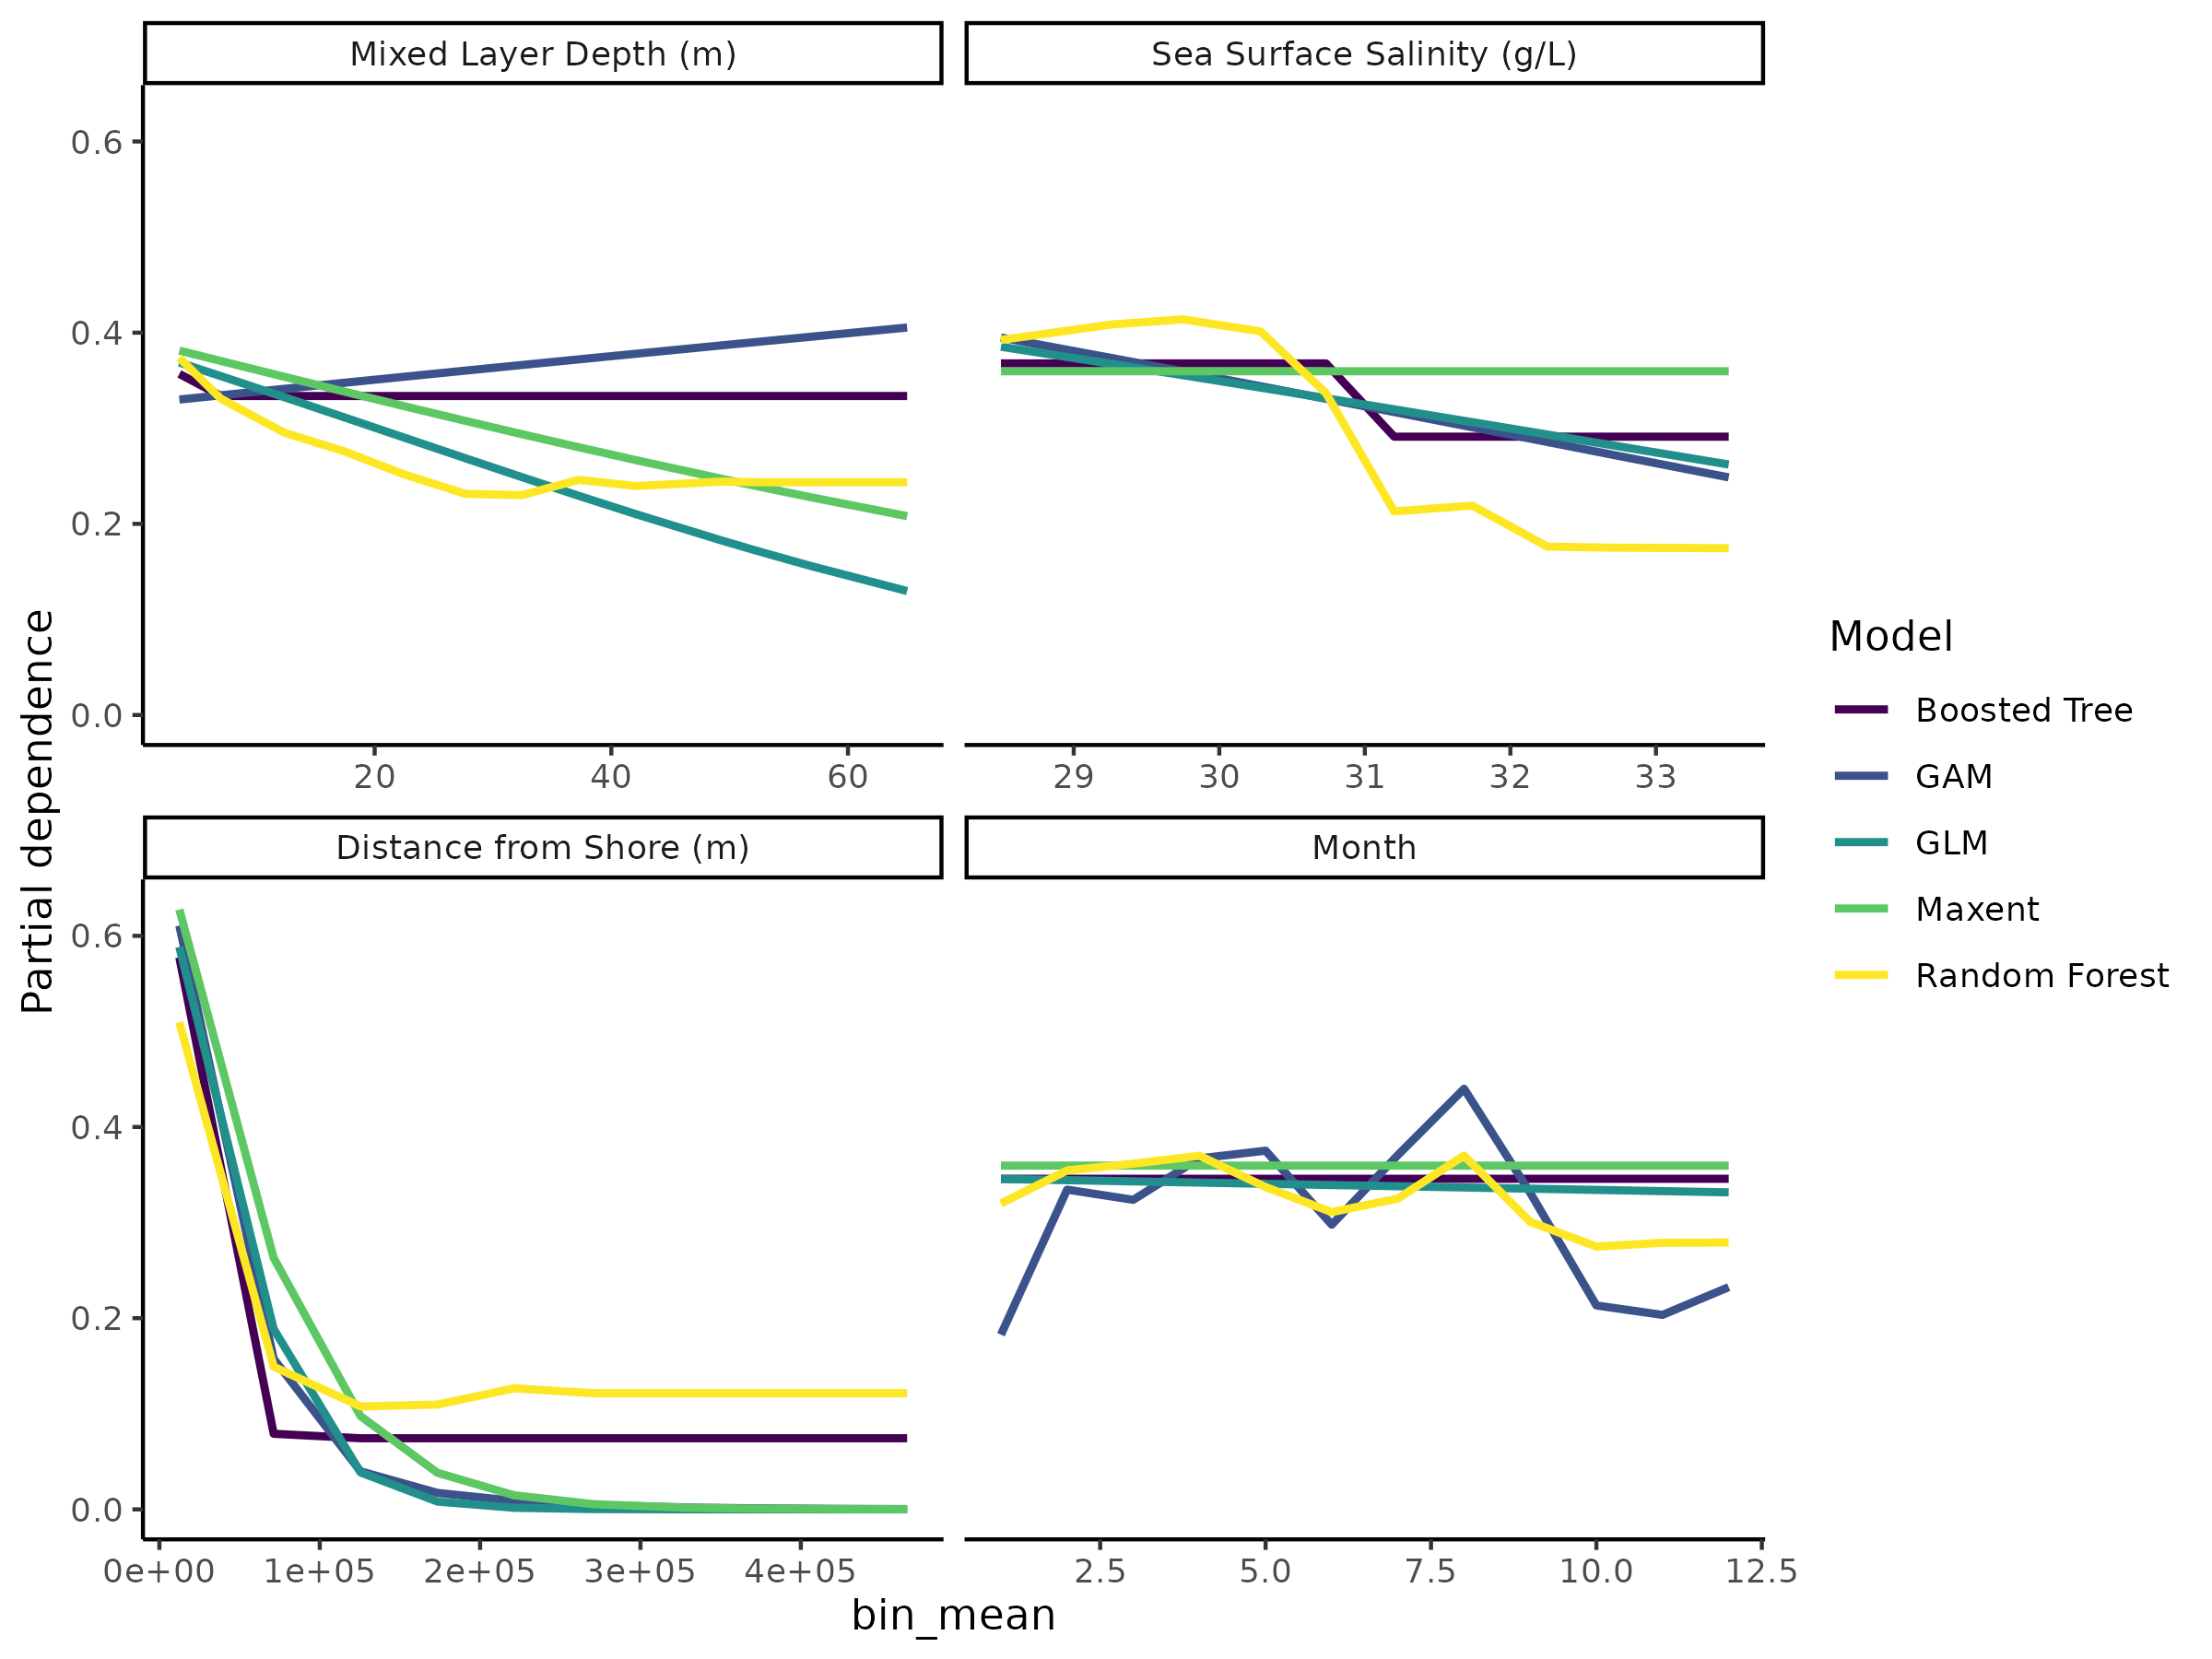 Mixed Layer Depth (m)
Sea Surface Salinity (g/L)
0.6
0.4
0.2
0.0
20 40 60
29 30 31 32 33
Distance from Shore (m)
Month
0.6
0.4
0.2
0.0
0e+00 1e+05 2e+05 3e+05 4e+05
2.5 5.0 7.5 10.0 12.5
Partial dependence
bin_mean
Model
Boosted Tree
GAM
GLM
Maxent
Random Forest